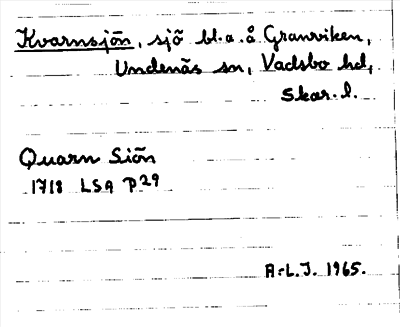 Kvarnsjön, sjö bl.a. å Granviken,
Undenäs sn, Vadsbo hd,
Skar. l.
Quarn Siön
1718 LSA P29
A-L.J. 1965.